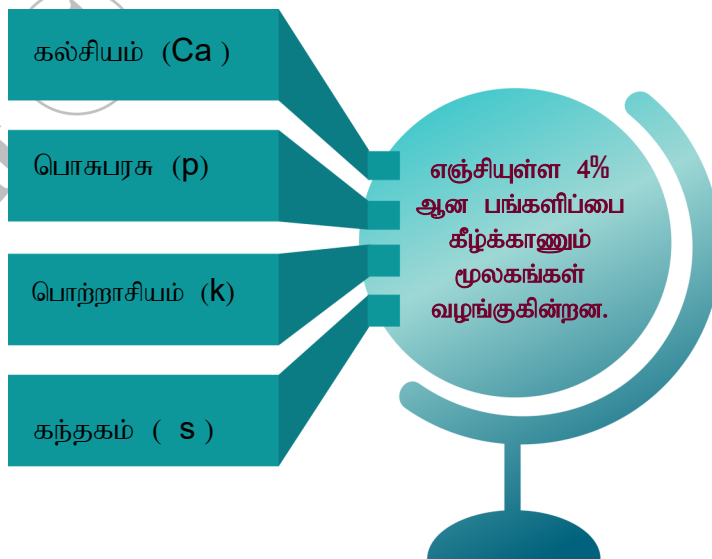 கல்சியம் (Ca )
பொசுபரசு (p)
பொற்றாசியம் (k)
கந்தகம் ( s )
எஞ்சியுள்ள 4%
ஆன பங்களிப்பை
கீழ்க்காணும்
மூலகங்கள்
வழங்குகின்றன.